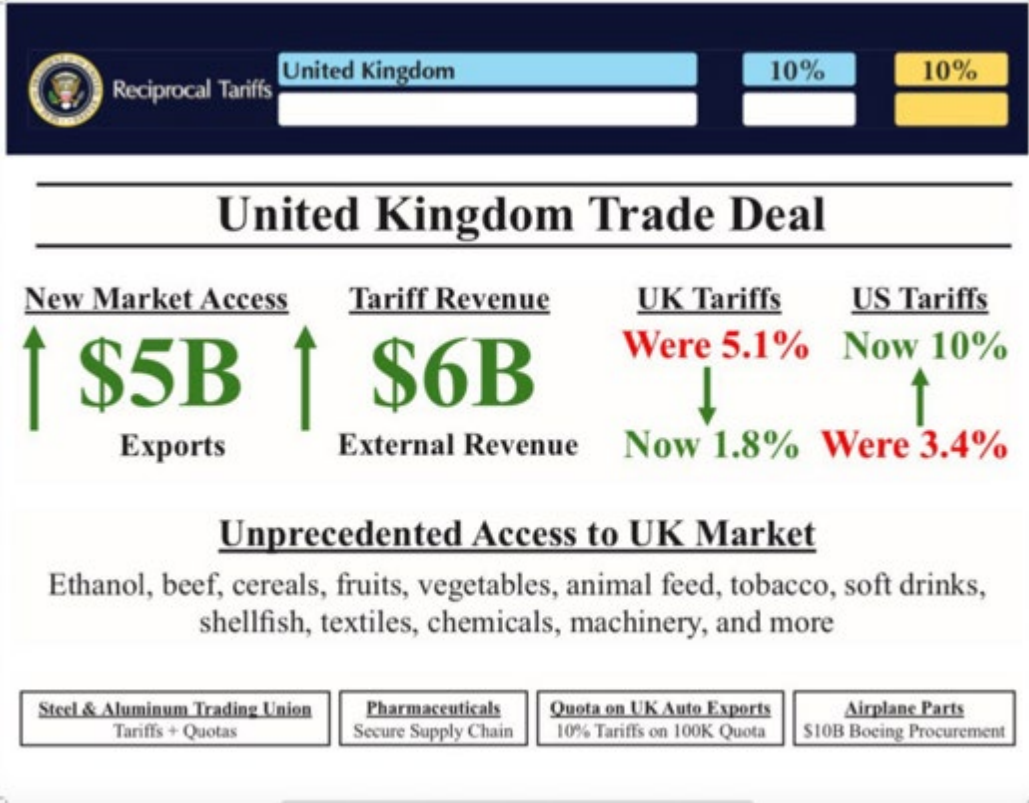 Reciprocal Tariffs
United Kingdom 10% 10%
United Kingdom Trade Deal
New Market Access
$5B
Exports
Tariff Revenue
$6B
External Revenue
UK Tariffs
Were 5.1%
Now 1.8%
US Tariffs
Now 10%
Were 3.4%
Unprecedented Access to UK Market
Ethanol, beef, cereals, fruits, vegetables, animal feed, tobacco, soft drinks,
shellfish, textiles, chemicals, machinery, and more
Steel & Aluminum Trading Union
Tariffs + Quotas
Pharmaceuticals
Secure Supply Chain
Quota on UK Auto Exports
10% Tariffs on 100K Quota
Airplane Parts
$10B Boeing Procurement